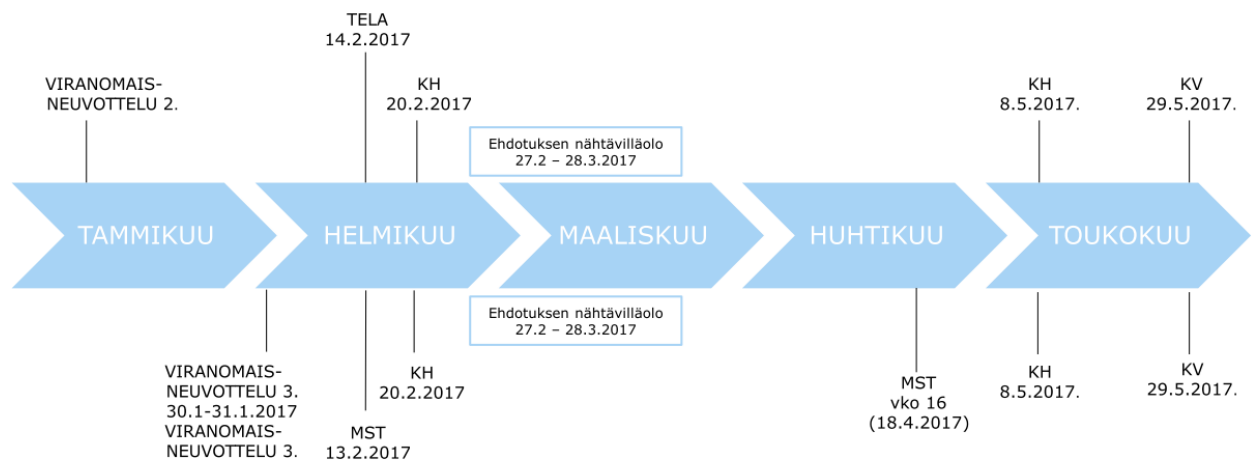 TELA
14.2.2017
VIRANOMAIS-
NEUVOTTELU 2.
KH
20.2.2017
KH
8.5.2017.
KV
29.5.2017.
Ehdotuksen nähtävilläolo
27.2 – 28.3.2017
TAMMIKUU
HELMIKUU
MAALISKUU
HUHTIKUU
TOUKOKUU
Ehdotuksen nähtävilläolo
27.2 – 28.3.2017
VIRANOMAIS-
NEUVOTTELU 3.
30.1-31.1.2017
VIRANOMAIS-
NEUVOTTELU 3.
KH
20.2.2017
MST
13.2.2017
MST
vko 16
(18.4.2017)
KH
8.5.2017.
KV
29.5.2017.